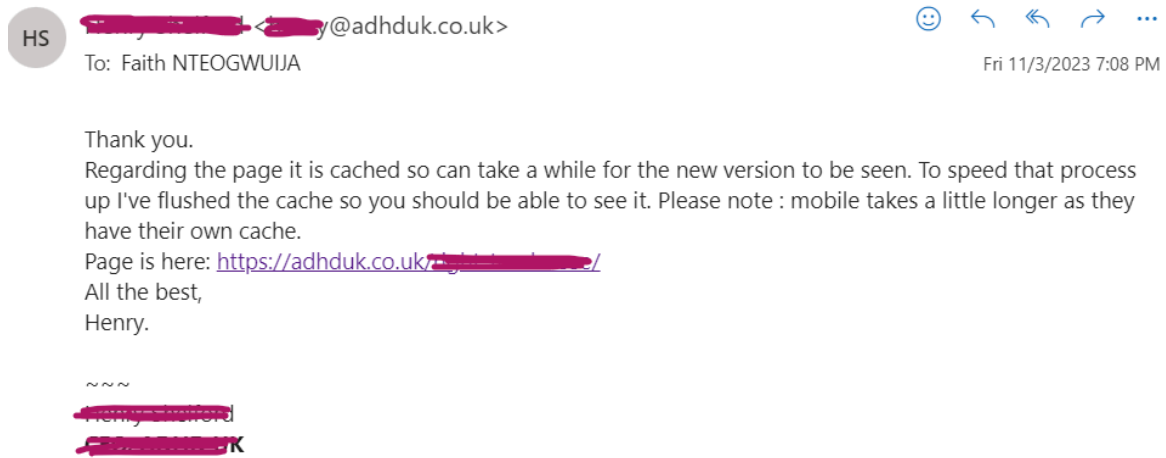 HS
@adhduk.co.uk>
To: Faith NTEOGWUIJA
Fri 11/3/2023 7:08 PM
Thank you.
Regarding the page it is cached so can take a while for the new version to be seen. To speed that process
up I've flushed the cache so you should be able to see it. Please note : mobile takes a little longer as they
have their own cache.
Page is here: https://adhduk.co.uk/
All the best,
Henry.
~~~